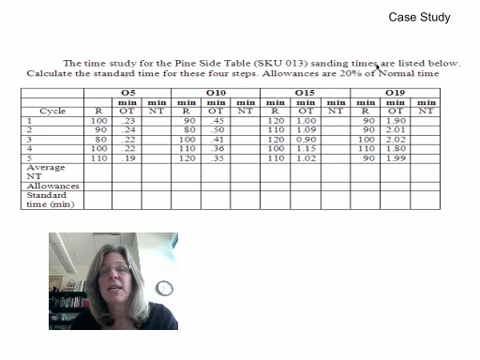 Case Study
The time study for the Pine Side Table (SKU 013) sanding times are listed below.
Calculate the standard time for these four steps. Allowances are 20% of Normal time
O5 O10 O15 O19
min min min min min min min min
Cycle R OT NT R OT NT R OT NT R OT NT
1 100 .23 90 .45 120 1.00 90 1.90
2 90 .24 80 .50 110 1.09 90 2.01
3 80 .22 100 .41 120 0.90 100 2.02
4 100 .22 110 .36 100 1.15 110 1.80
5 110 .19 120 .35 110 1.02 90 1.99
Average
NT
Allowances
Standard
time (min)